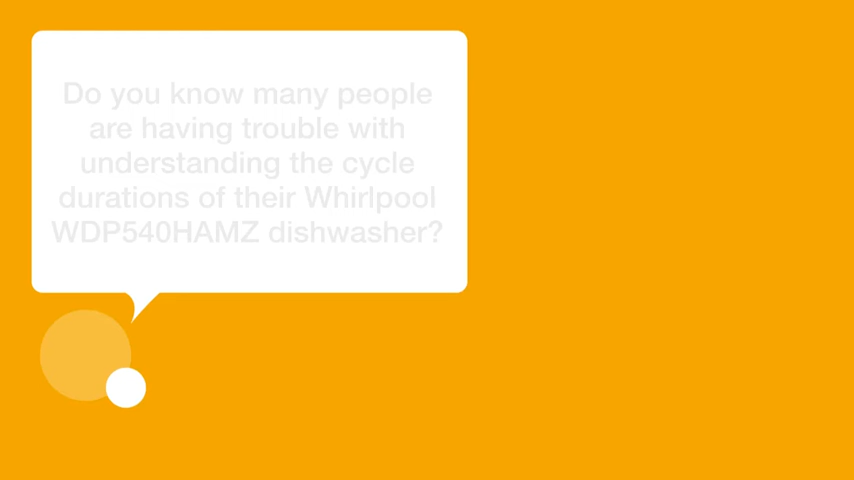 Do you know many people
are having trouble with
understanding the cycle
durations of their Whirlpool
WDP540HAMZ dishwasher?